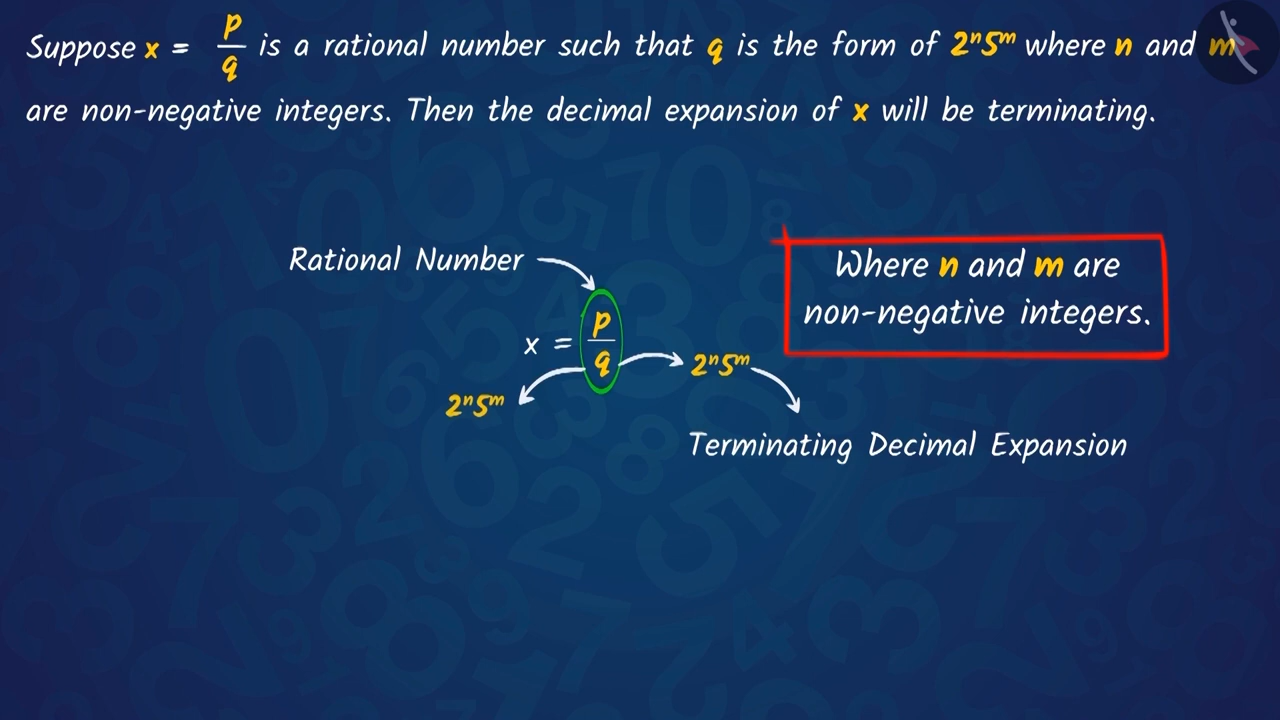 Suppose x = p/q is a rational number such that q is the form of 2ⁿ5ᵐ where n and m
are non-negative integers. Then the decimal expansion of x will be terminating.
Rational Number
Where n and m are
non-negative integers.
x = p/q
2ⁿ5ᵐ
2ⁿ5ᵐ
Terminating Decimal Expansion